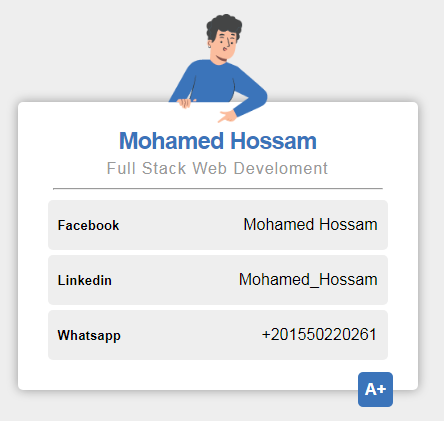 Mohamed Hossam
Full Stack Web Develoment
Facebook Mohamed Hossam
Linkedin Mohamed_Hossam
Whatsapp +201550220261
A+